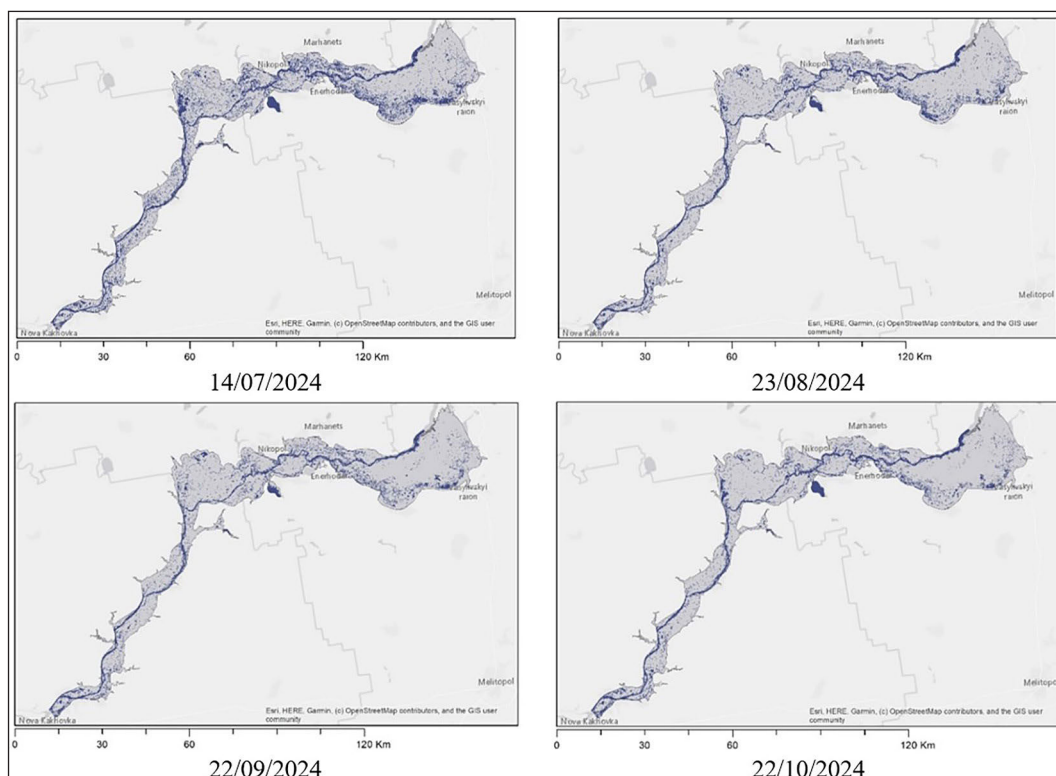 Marhanets
Nikopol
Enerhodar
raion
Melitopol
Nova Kakhovka
Esri, HERE, Garmin, (c) OpenStreetMap contributors, and the GIS user
community
0 30 60 120 Km
14/07/2024
Marhanets
Nikopol
Enerhodar
raion
Melitopol
Nova Kakhovka
Esri, HERE, Garmin, (c) OpenStreetMap contributors, and the GIS user
community
0 30 60 120 Km
23/08/2024
Marhanets
Nikopol
Enerhodar
raion
Melitopol
Nova Kakhovka
Esri, HERE, Garmin, (c) OpenStreetMap contributors, and the GIS user
community
0 30 60 120 Km
22/09/2024
Marhanets
Nikopol
Enerhodar
raion
Melitopol
Nova Kakhovka
Esri, HERE, Garmin, (c) OpenStreetMap contributors, and the GIS user
community
0 30 60 120 Km
22/10/2024